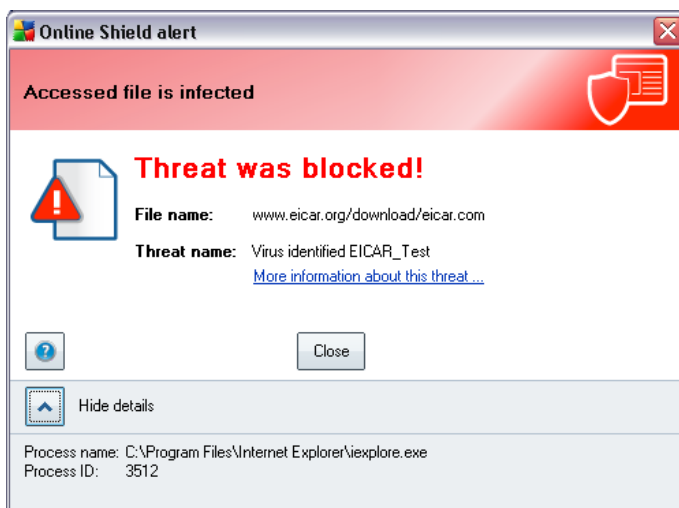 Online Shield alert
Accessed file is infected
Threat was blocked!
File name: www.eicar.org/download/eicar.com
Threat name: Virus identified EICAR_Test
More information about this threat ...
Close
Hide details
Process name: C:\Program Files\Internet Explorer\iexplore.exe
Process ID: 3512